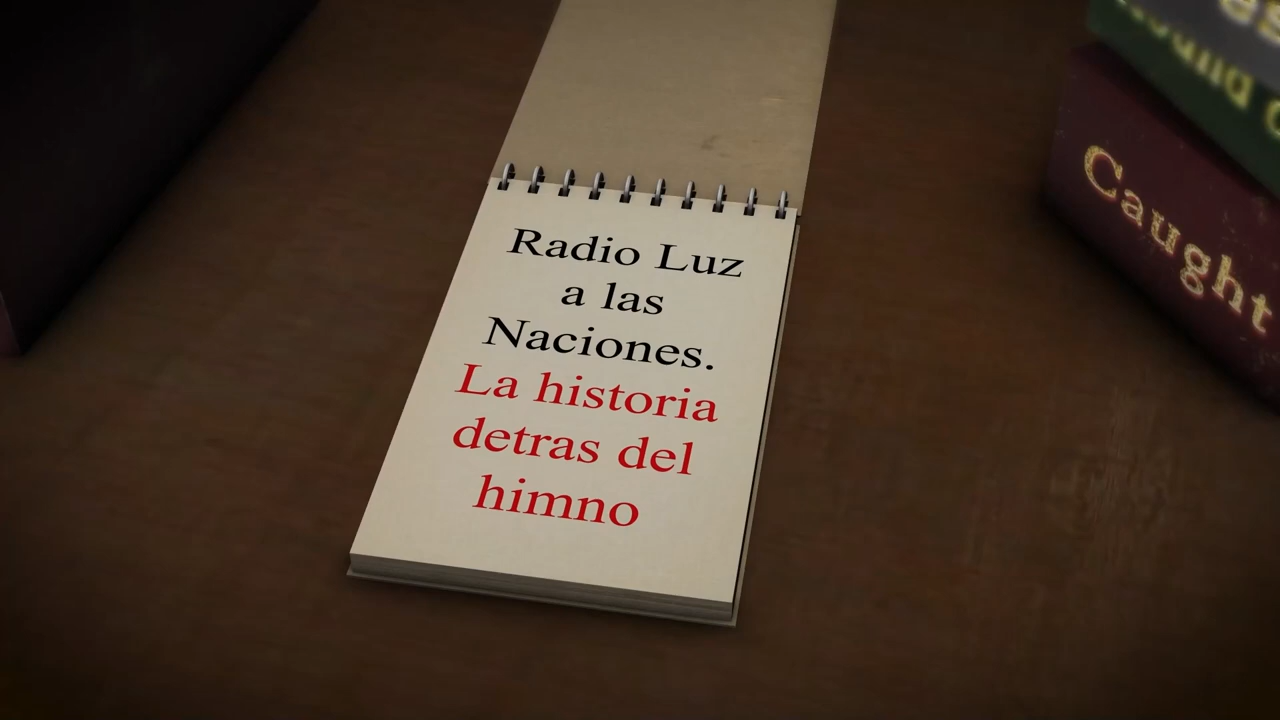 Radio Luz
a las
Naciones.
La historia
detras del
himno
Caught